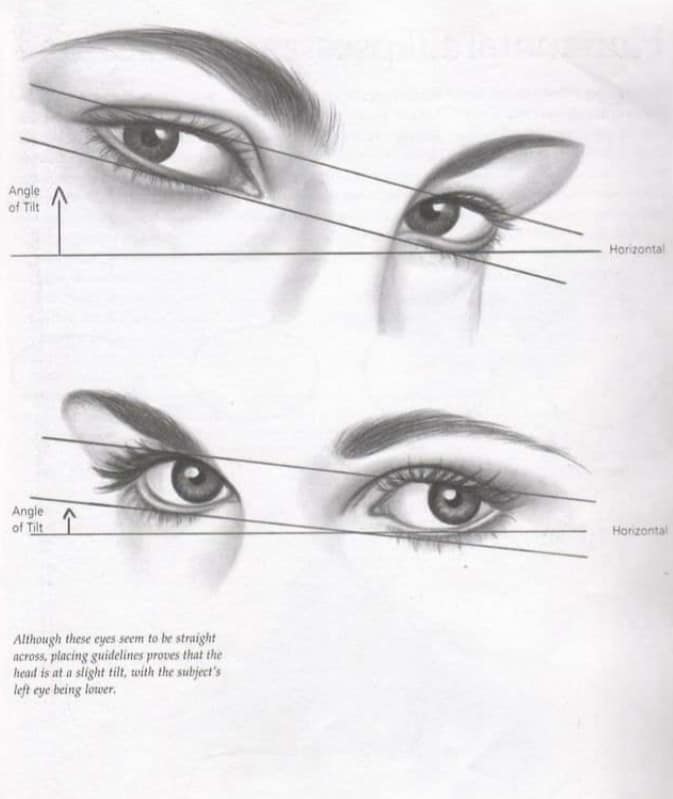 Angle
of Tilt
Horizontal
Angle
of Tilt
Horizontal
Although these eyes seem to be straight
across, placing guidelines proves that the
head is at a slight tilt, with the subject's
left eye being lower.